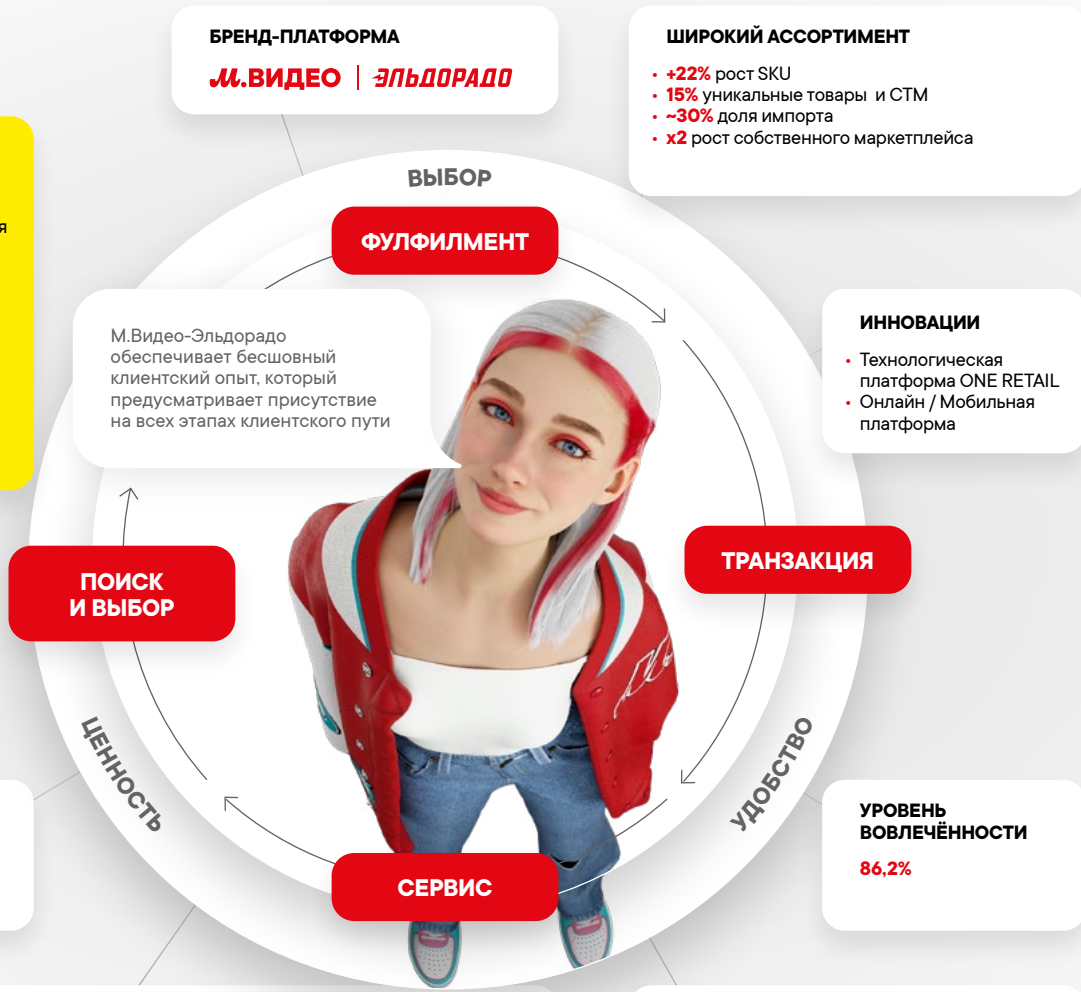 БРЕНД-ПЛАТФОРМА
М.ВИДЕО | ЭЛЬДОРАДО
ШИРОКИЙ АССОРТИМЕНТ
• +22% рост SKU
• 15% уникальные товары и СТМ
• ~30% доля импорта
• х2 рост собственного маркетплейса
я
ВЫБОР
ФУЛФИЛМЕНТ
М.Видео-Эльдорадо
обеспечивает бесшовный
клиентский опыт, который
предусматривает присутствие
на всех этапах клиентского пути
ИННОВАЦИИ
• Технологическая
платформа ONE RETAIL
• Онлайн / Мобильная
платформа
ПОИСК
И ВЫБОР
ТРАНЗАКЦИЯ
ЦЕННОСТЬ
УДОБСТВО
УРОВЕНЬ
ВОВЛЕЧЁННОСТИ
86,2%
СЕРВИС